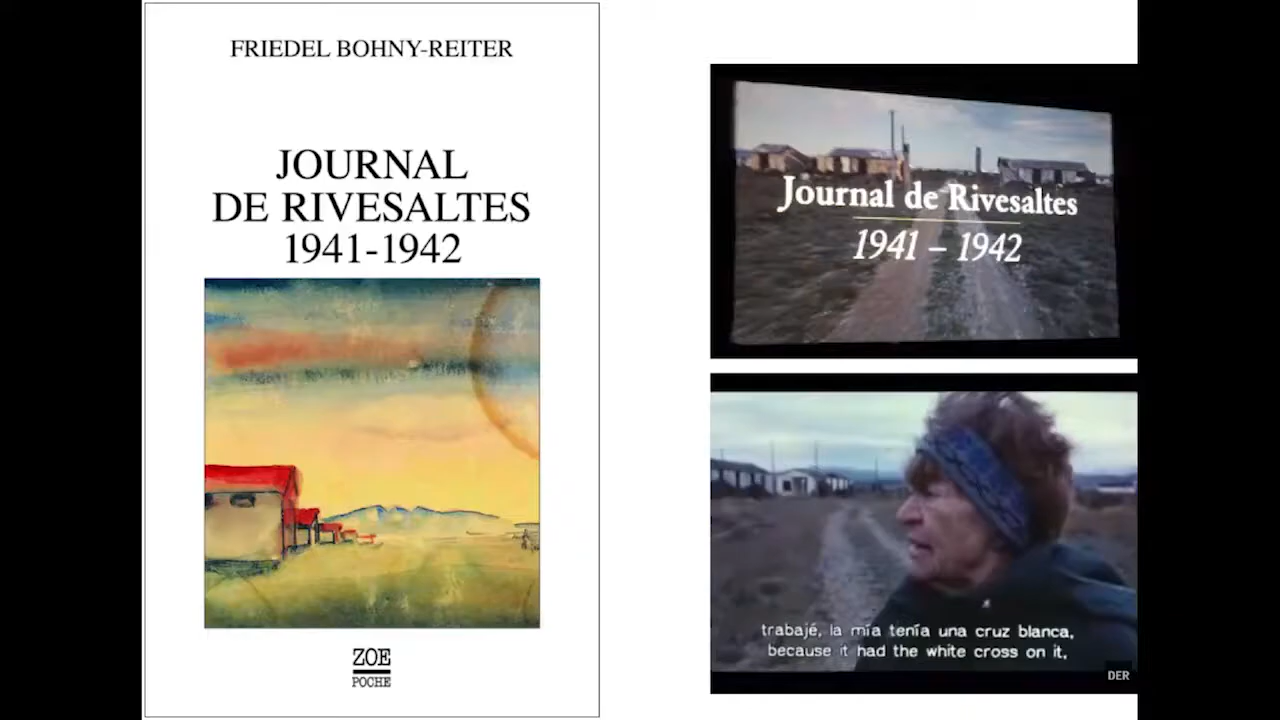 FRIEDEL BOHNY-REITER
JOURNAL
DE RIVESALTES
1941-1942
ZOE
POCHE
Journal de Rivesaltes
1941 – 1942
trabajé, la mía tenía una cruz blanca,
because it had the white cross on it,
DER